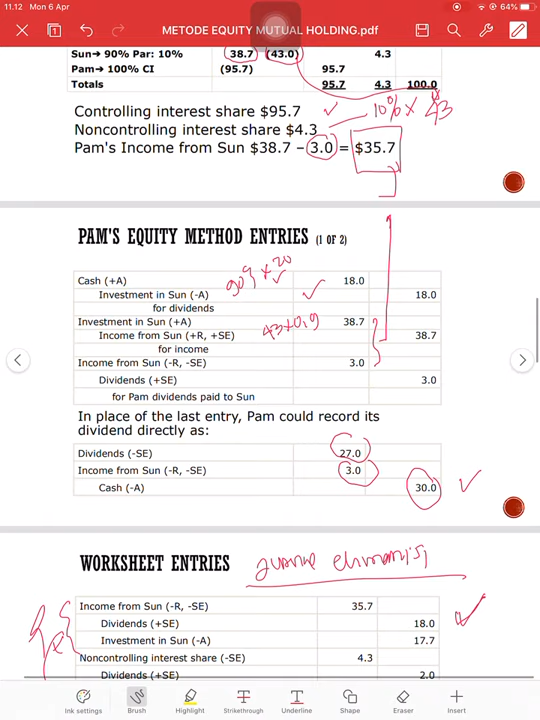 11.12 Mon 6 Apr
64%
METODE EQUITY MUTUAL HOLDING.pdf
Sun→ 90% Par: 10% 38.7 (43.0) 4.3
Pam→ 100% CI (95.7) 95.7
Totals 95.7 4.3 100.0
Controlling interest share $95.7
Noncontrolling interest share $4.3
10% x 43
Pam's Income from Sun $38.7 – 3.0 = $35.7
PAM'S EQUITY METHOD ENTRIES (1 OF 2)
90% x 20
Cash (+A) 18.0
Investment in Sun (-A) 18.0
for dividends
Investment in Sun (+A) 43x0,9 38.7
Income from Sun (+R, +SE) 38.7
for income
Income from Sun (-R, -SE) 3.0
Dividends (+SE) 3.0
for Pam dividends paid to Sun
In place of the last entry, Pam could record its
dividend directly as:
Dividends (-SE) 27.0
Income from Sun (-R, -SE) 3.0
Cash (-A) 30.0
WORKSHEET ENTRIES
Income from Sun (-R, -SE) 35.7
Dividends (+SE) 18.0
Investment in Sun (-A) 17.7
Noncontrolling interest share (-SE) 4.3
Dividends (+SE) 2.0
Ink settings Brush Highlight Strikethrough Underline Shape Eraser Insert